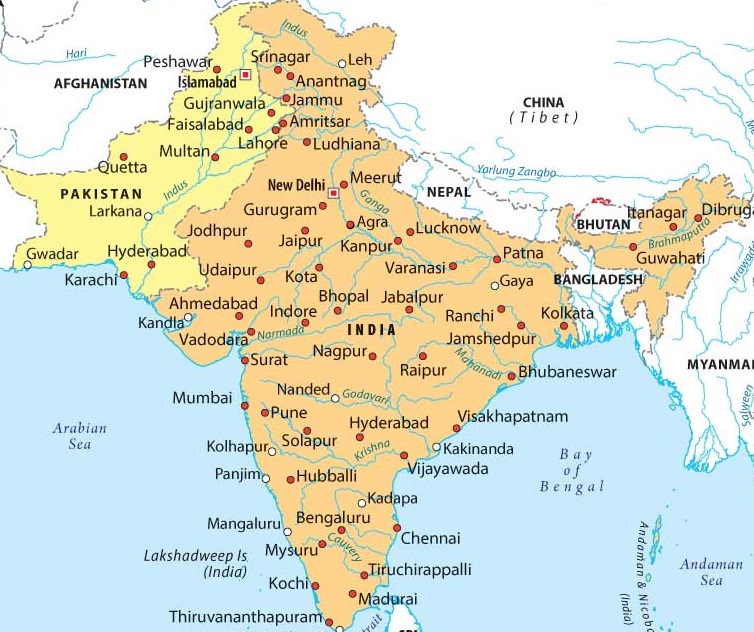 Indus
Hari
Peshawar
Srinagar
Leh
AFGHANISTAN
Islamabad
Anantnag
Gujranwala
Jammu
CHINA
(Tibet)
Faisalabad
Amritsar
Lahore
Ludhiana
Multan
Quetta
Yarlung Zangbo
PAKISTAN
Indus
New Delhi
Meerut
NEPAL
Larkana
Gurugram
Ganga
Itanagar
BHUTAN
Brahmaputra
Jodhpur
Agra
Lucknow
Jaipur
Kanpur
Gwadar
Hyderabad
Patna
Guwahati
Karachi
Udaipur
Kota
Varanasi
Gaya
BANGLADESH
Ahmedabad
Bhopal
Jabalpur
Kandla
Indore
Ranchi
Kolkata
Vadodara
Narmada
INDIA
Jamshedpur
Surat
Nagpur
Raipur
Mahanadi
Bhubaneswar
Nanded
Godavari
Mumbai
Pune
Hyderabad
Visakhapatnam
Arabian
Sea
Solapur
Krishna
Kakinanda
Kolhapur
Vijayawada
Bay
of
Bengal
Panjim
Hubballi
Kadapa
Salween
Bengaluru
Mangaluru
Chennai
Mysuru
Cauvery
Lakshadweep Is
(India)
Tiruchirappalli
Andaman
Sea
Andaman & Nicob
(India)
Kochi
Madurai
Thiruvananthapuram